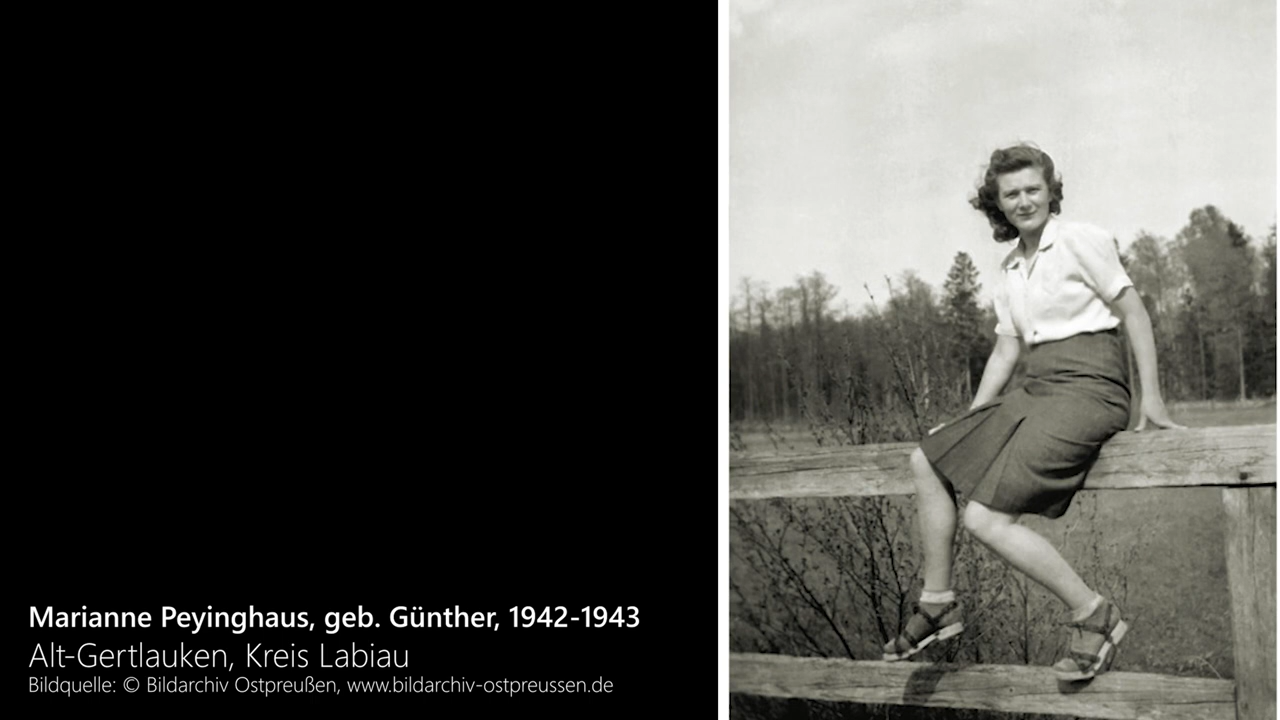 Marianne Peyinghaus, geb. Günther, 1942-1943
Alt-Gertlauken, Kreis Labiau
Bildquelle: © Bildarchiv Ostpreußen, www.bildarchiv-ostpreussen.de